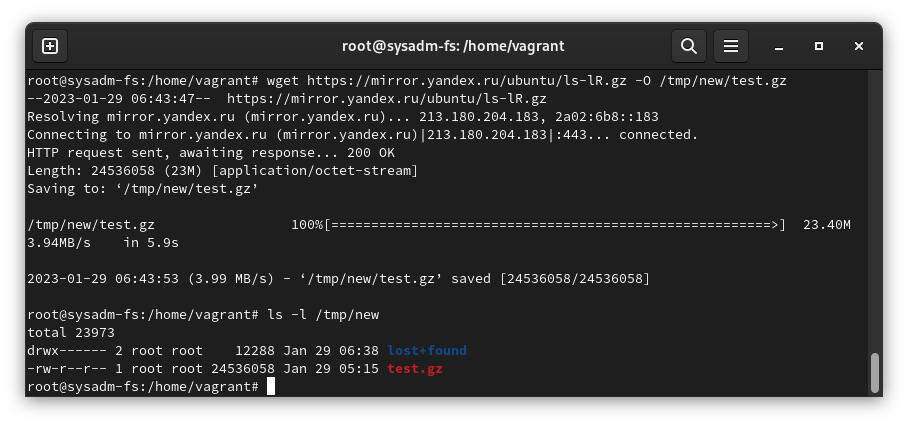 root@sysadm-fs: /home/vagrant
root@sysadm-fs:/home/vagrant# wget https://mirror.yandex.ru/ubuntu/ls-lR.gz -O /tmp/new/test.gz
--2023-01-29 06:43:47--  https://mirror.yandex.ru/ubuntu/ls-lR.gz
Resolving mirror.yandex.ru (mirror.yandex.ru)... 213.180.204.183, 2a02:6b8::183
Connecting to mirror.yandex.ru (mirror.yandex.ru)|213.180.204.183|:443... connected.
HTTP request sent, awaiting response... 200 OK
Length: 24536058 (23M) [application/octet-stream]
Saving to: ‘/tmp/new/test.gz’
/tmp/new/test.gz                 100%[=======================================================>]  23.40M
3.94MB/s    in 5.9s
2023-01-29 06:43:53 (3.99 MB/s) - ‘/tmp/new/test.gz’ saved [24536058/24536058]
root@sysadm-fs:/home/vagrant# ls -l /tmp/new
total 23973
drwx------ 2 root root    12288 Jan 29 06:38 lost+found
-rw-r--r-- 1 root root 24536058 Jan 29 05:15 test.gz
root@sysadm-fs:/home/vagrant#